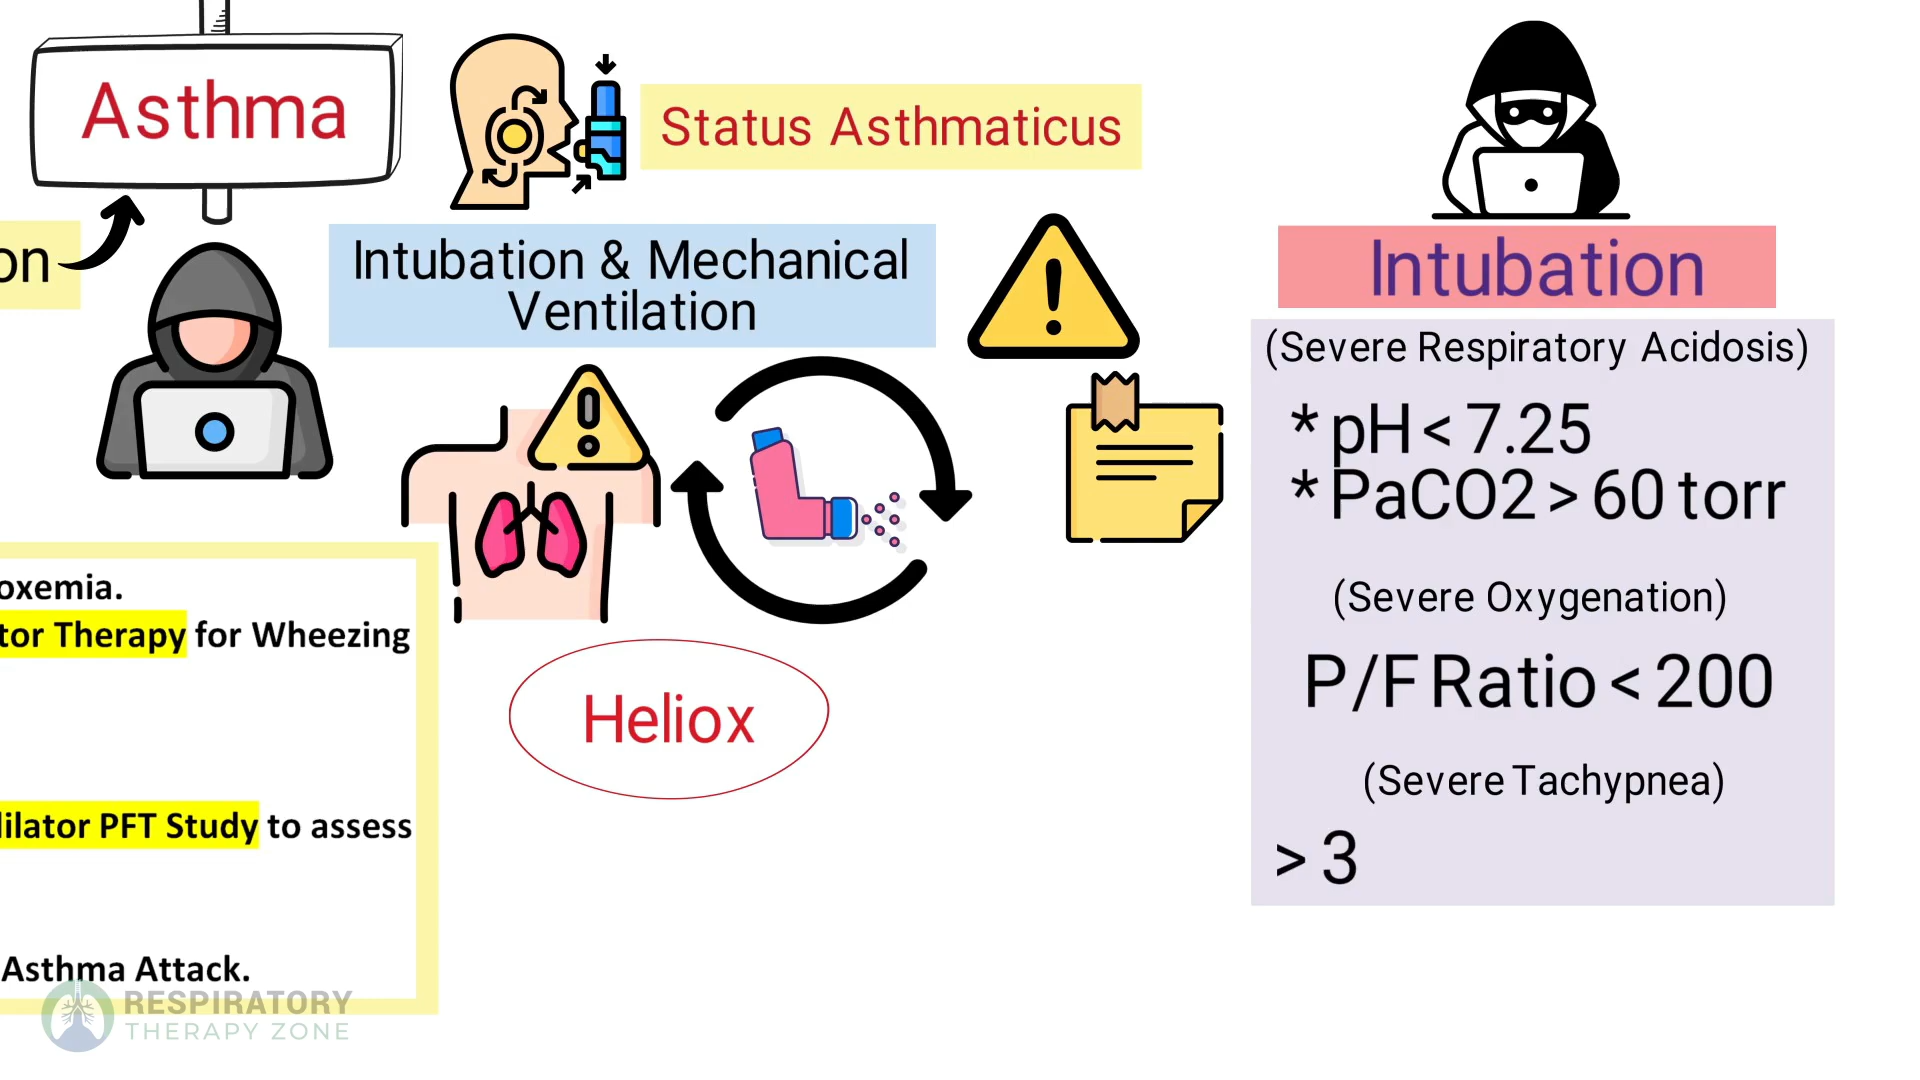 Asthma
Status Asthmaticus
on
Intubation & Mechanical
Ventilation
Heliox
Intubation
(Severe Respiratory Acidosis)
* pH < 7.25
* PaCO2 > 60 torr
(Severe Oxygenation)
P/F Ratio < 200
(Severe Tachypnea)
> 3
oxemia.
tor Therapy for Wheezing
ilator PFT Study to assess
Asthma Attack.
RESPIRATORY
THERAPY ZONE